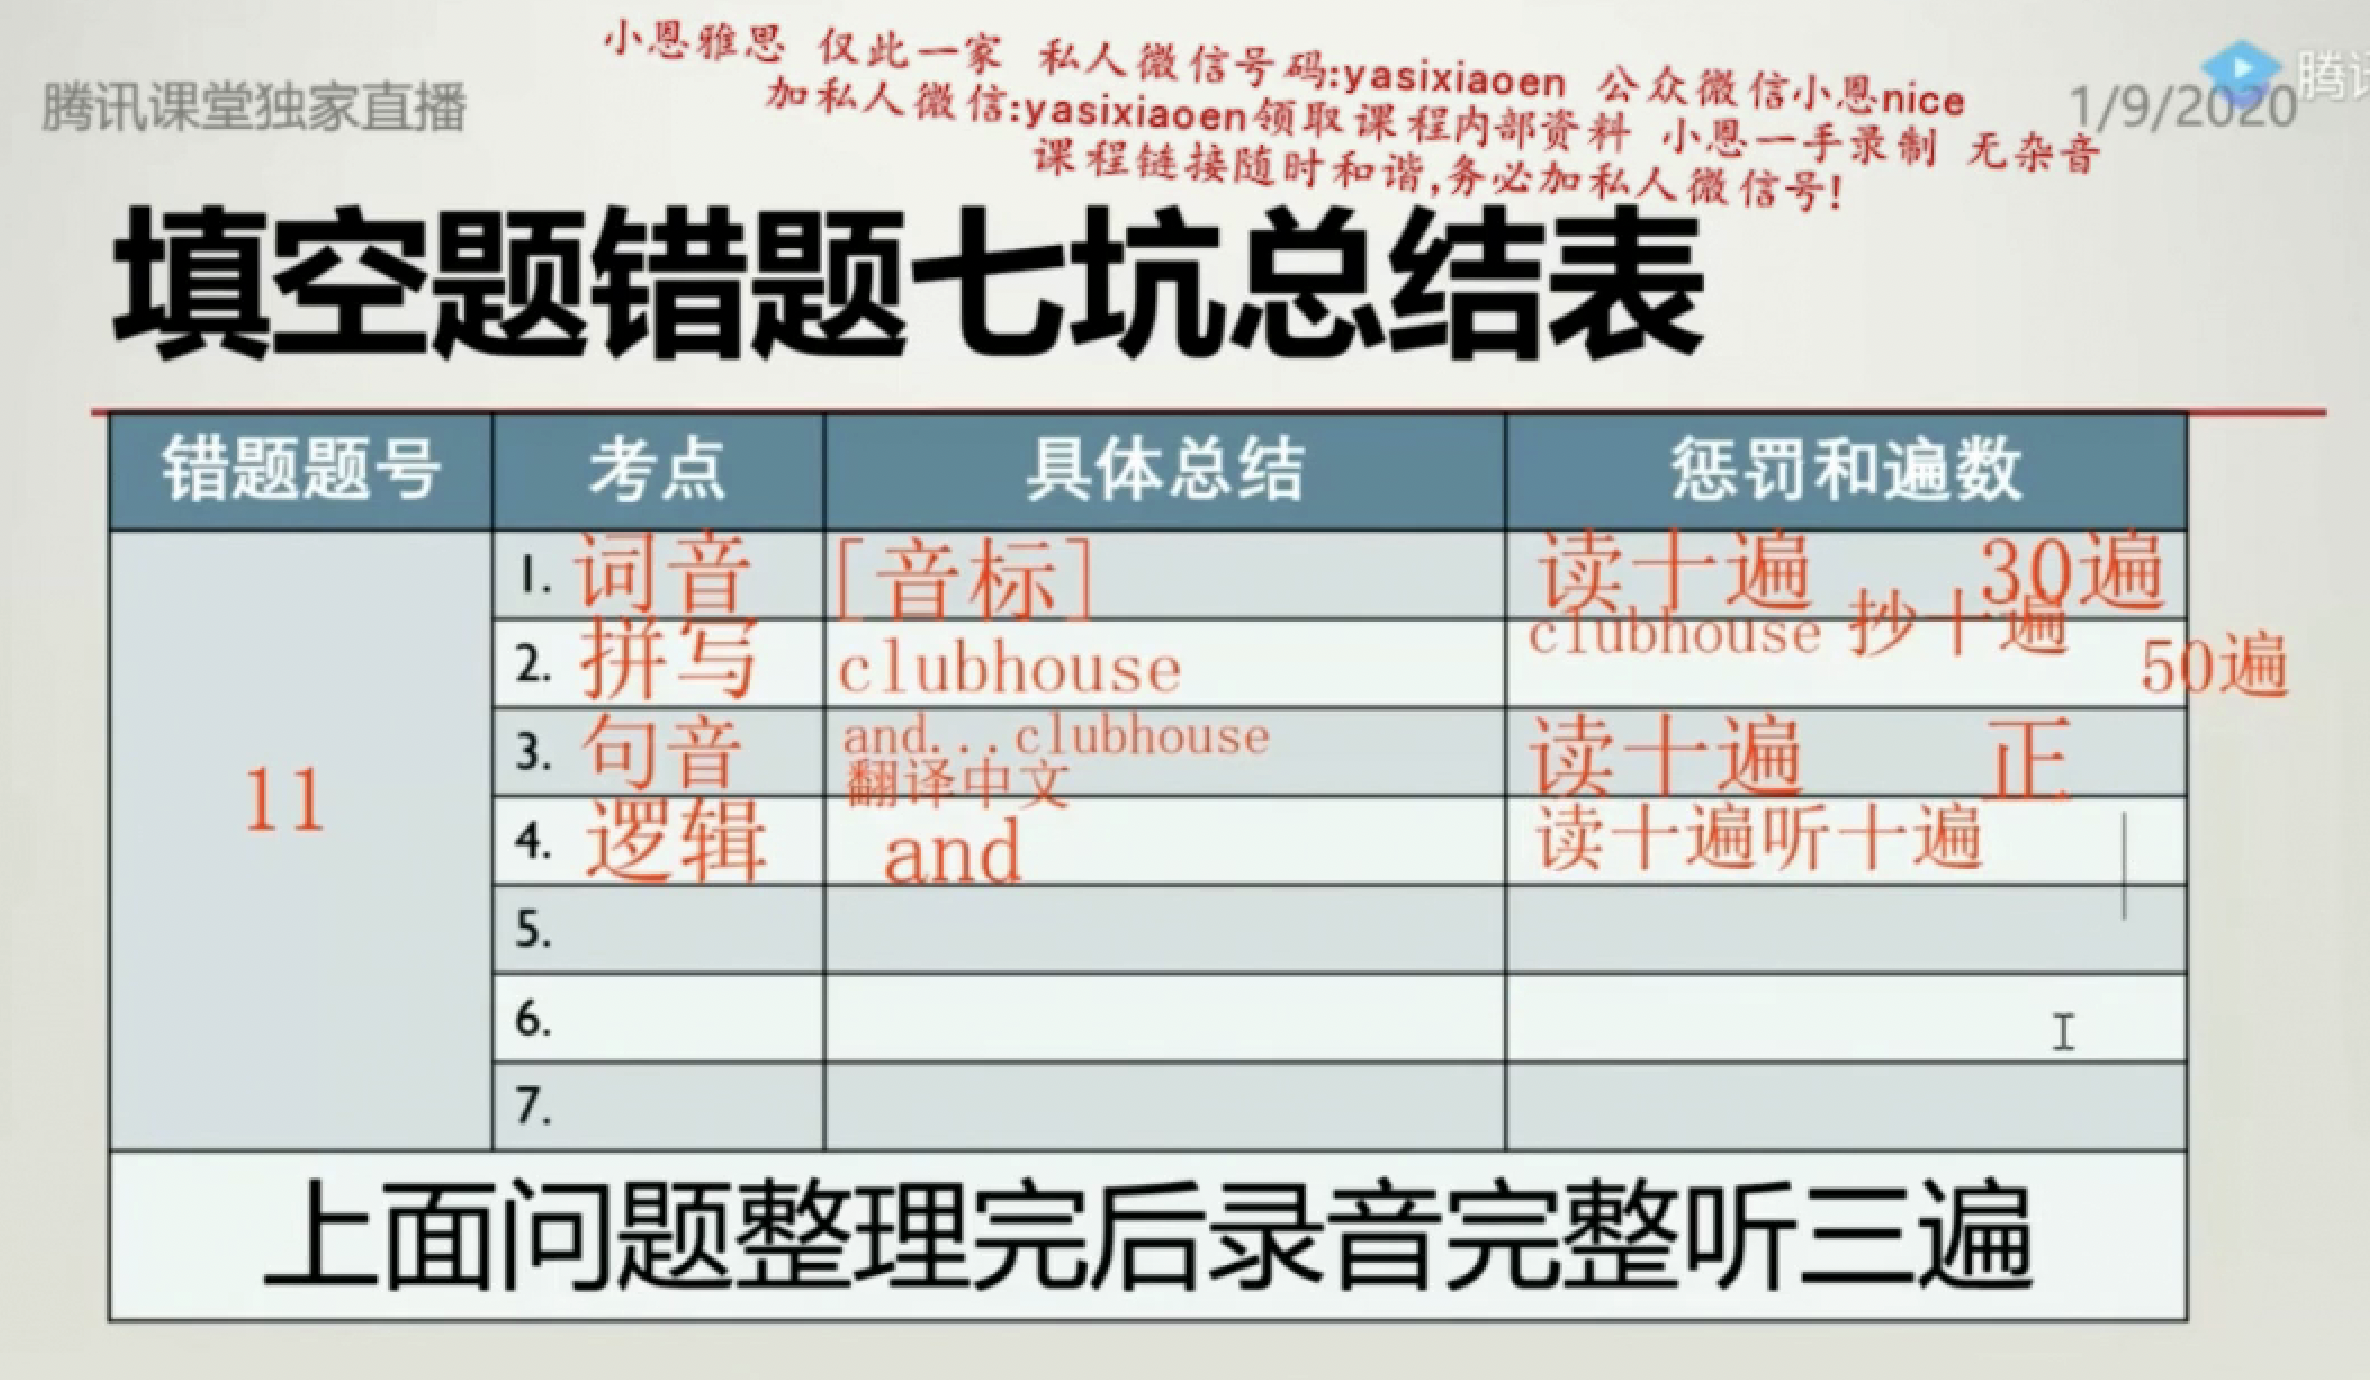 小恩雅思 仅此一家 私人微信号码:yasixiaoen 公众微信小恩nice
加私人微信:yasixiaoen领取课程内部资料 小恩一手录制 无杂音
课程链接随时和谐,务必加私人微信号!
腾讯课堂独家直播
1/9/2020
腾讯
填空题错题七坑总结表
错题题号 考点 具体总结 惩罚和遍数
11
1. 词音 [音标] 读十遍 30遍
2. 拼写 clubhouse clubhouse 抄十遍 50遍
3. 句音 and...clubhouse 读十遍 正
翻译中文
4. 逻辑 and 读十遍听十遍
5.
6.
7.
上面问题整理完后录音完整听三遍